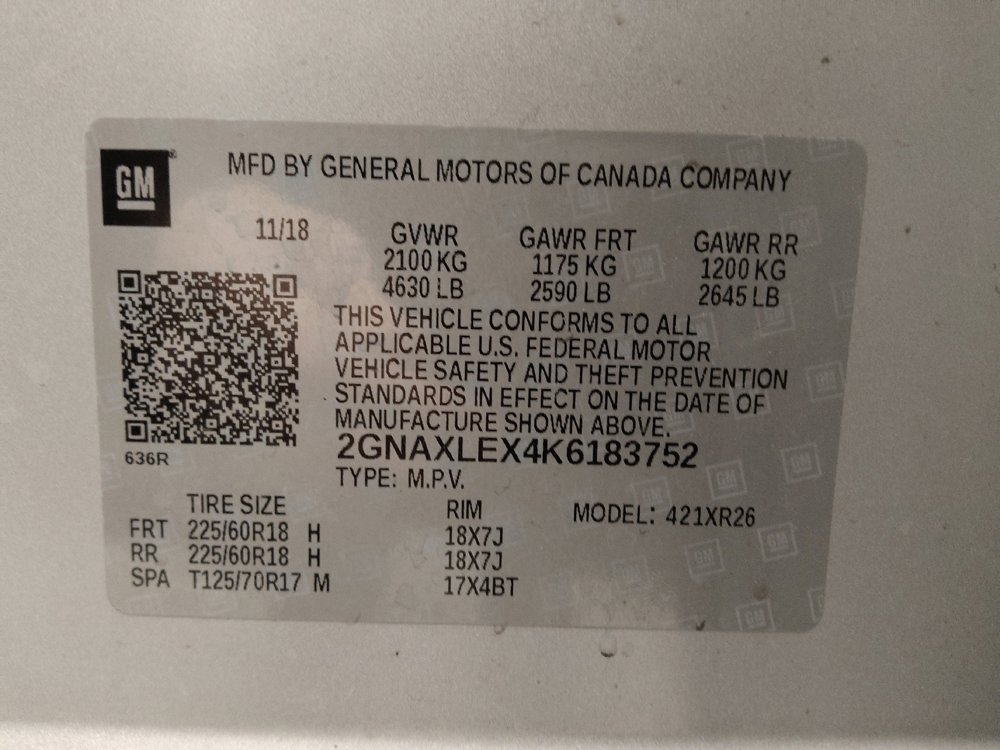 GM
MFD BY GENERAL MOTORS OF CANADA COMPANY
11/18 GVWR GAWR FRT GAWR RR
2100 KG 1175 KG 1200 KG
4630 LB 2590 LB 2645 LB
THIS VEHICLE CONFORMS TO ALL
APPLICABLE U.S. FEDERAL MOTOR
VEHICLE SAFETY AND THEFT PREVENTION
STANDARDS IN EFFECT ON THE DATE OF
MANUFACTURE SHOWN ABOVE.
2GNAXLEX4K6183752
636R
TYPE: M.P.V.
TIRE SIZE RIM MODEL: 421XR26
FRT 225/60R18 H 18X7J
RR 225/60R18 H 18X7J
SPA T125/70R17 M 17X4BT